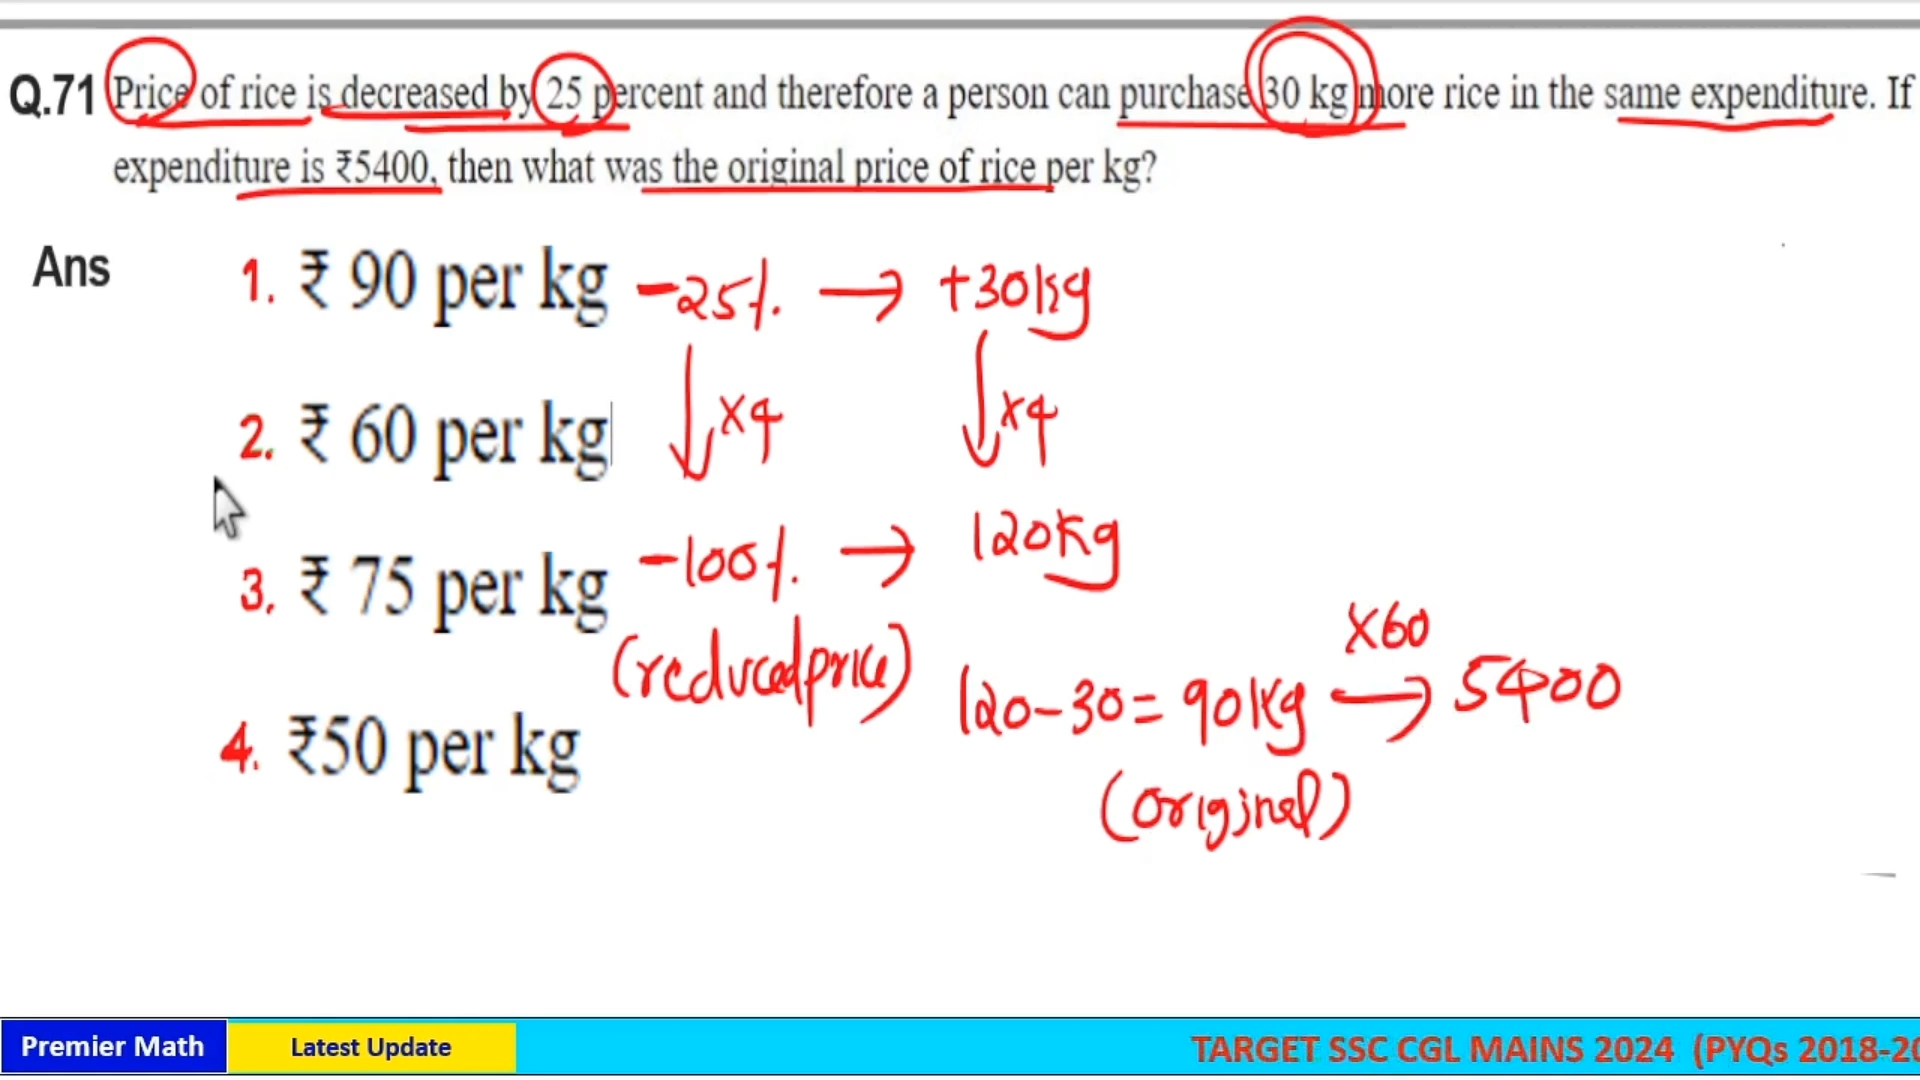 Q.71 Price of rice is decreased by 25 percent and therefore a person can purchase 30 kg more rice in the same expenditure. If
expenditure is ₹5400, then what was the original price of rice per kg?
Ans
1. ₹ 90 per kg
-25% → +30kg
2. ₹ 60 per kg
×4 ×4
3. ₹ 75 per kg
-100% → 120kg
(reduced price)
×60
120-30= 90kg → 5400
(original)
4. ₹50 per kg
Premier Math
Latest Update
TARGET SSC CGL MAINS 2024 (PYQs 2018-20